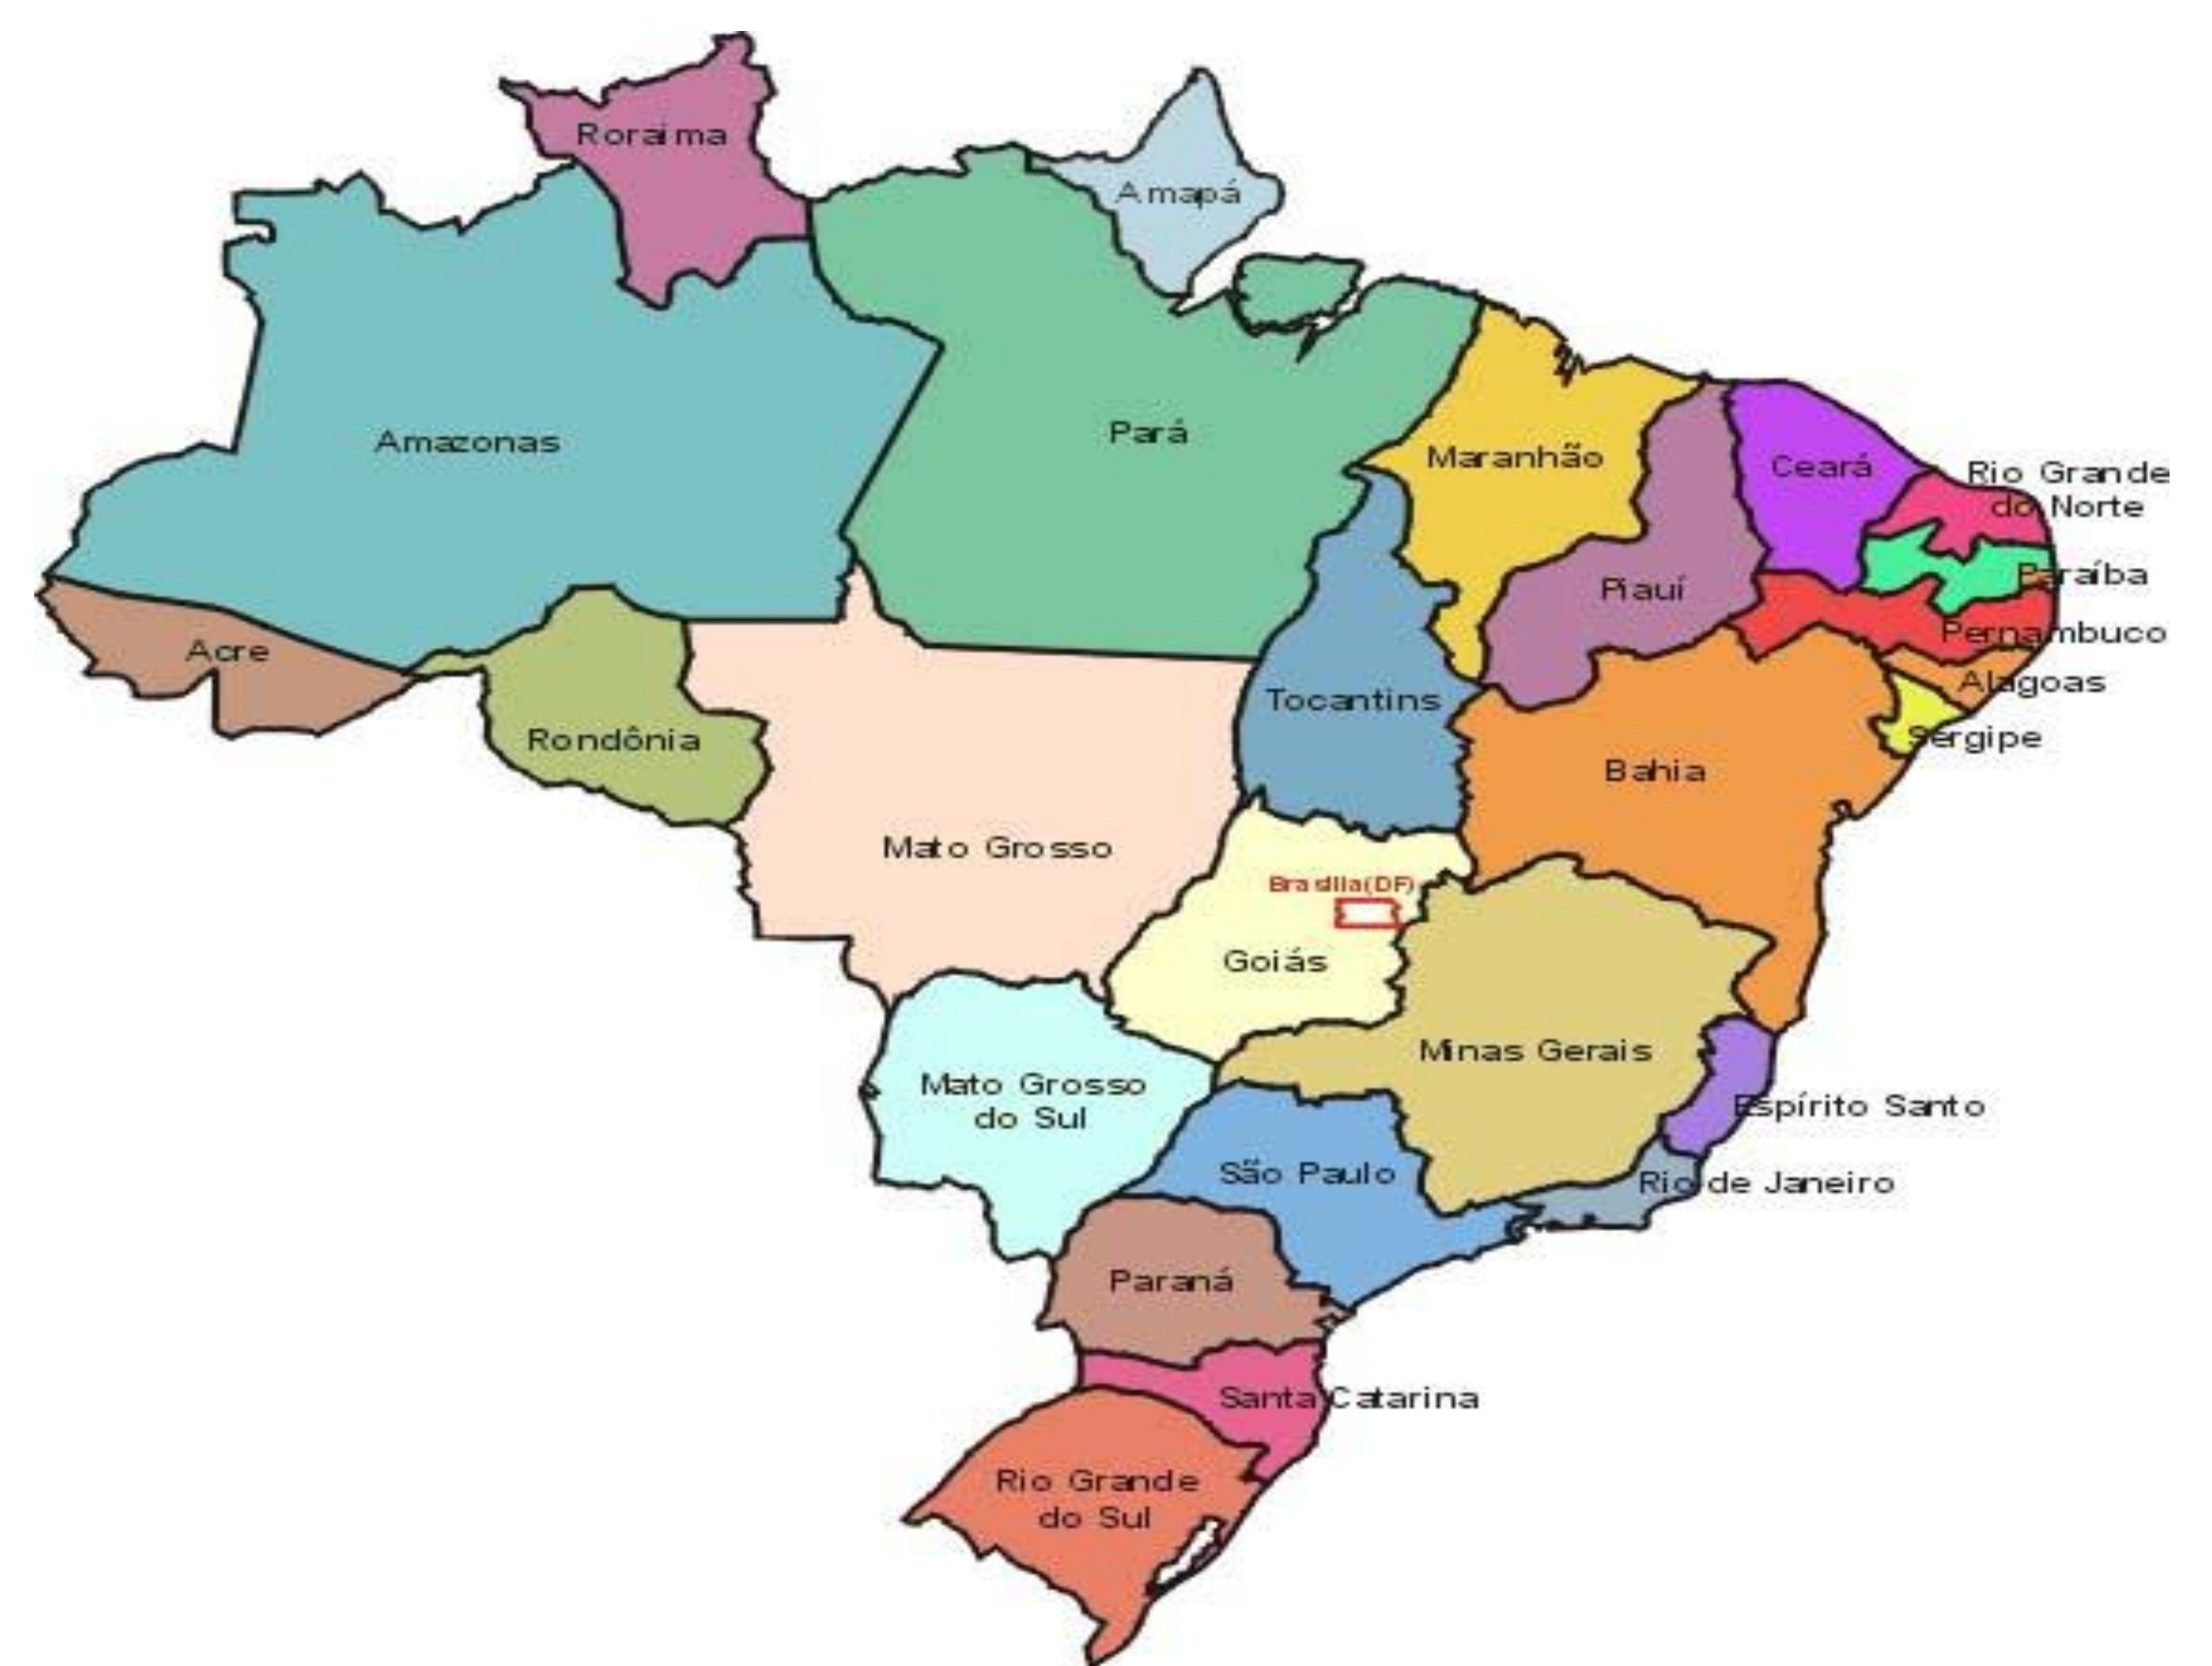 Roraima
Amapá
Amazonas
Pará
Maranhão
Ceará
Rio Grande
do Norte
Paraíba
Piauí
Pernambuco
Acre
Alagoas
Tocantins
Sergipe
Rondônia
Bahia
Mato Grosso
Brasília(DF)
Goiás
Minas Gerais
Mato Grosso
do Sul
Espírito Santo
São Paulo
Rio de Janeiro
Paraná
Santa Catarina
Rio Grande
do Sul